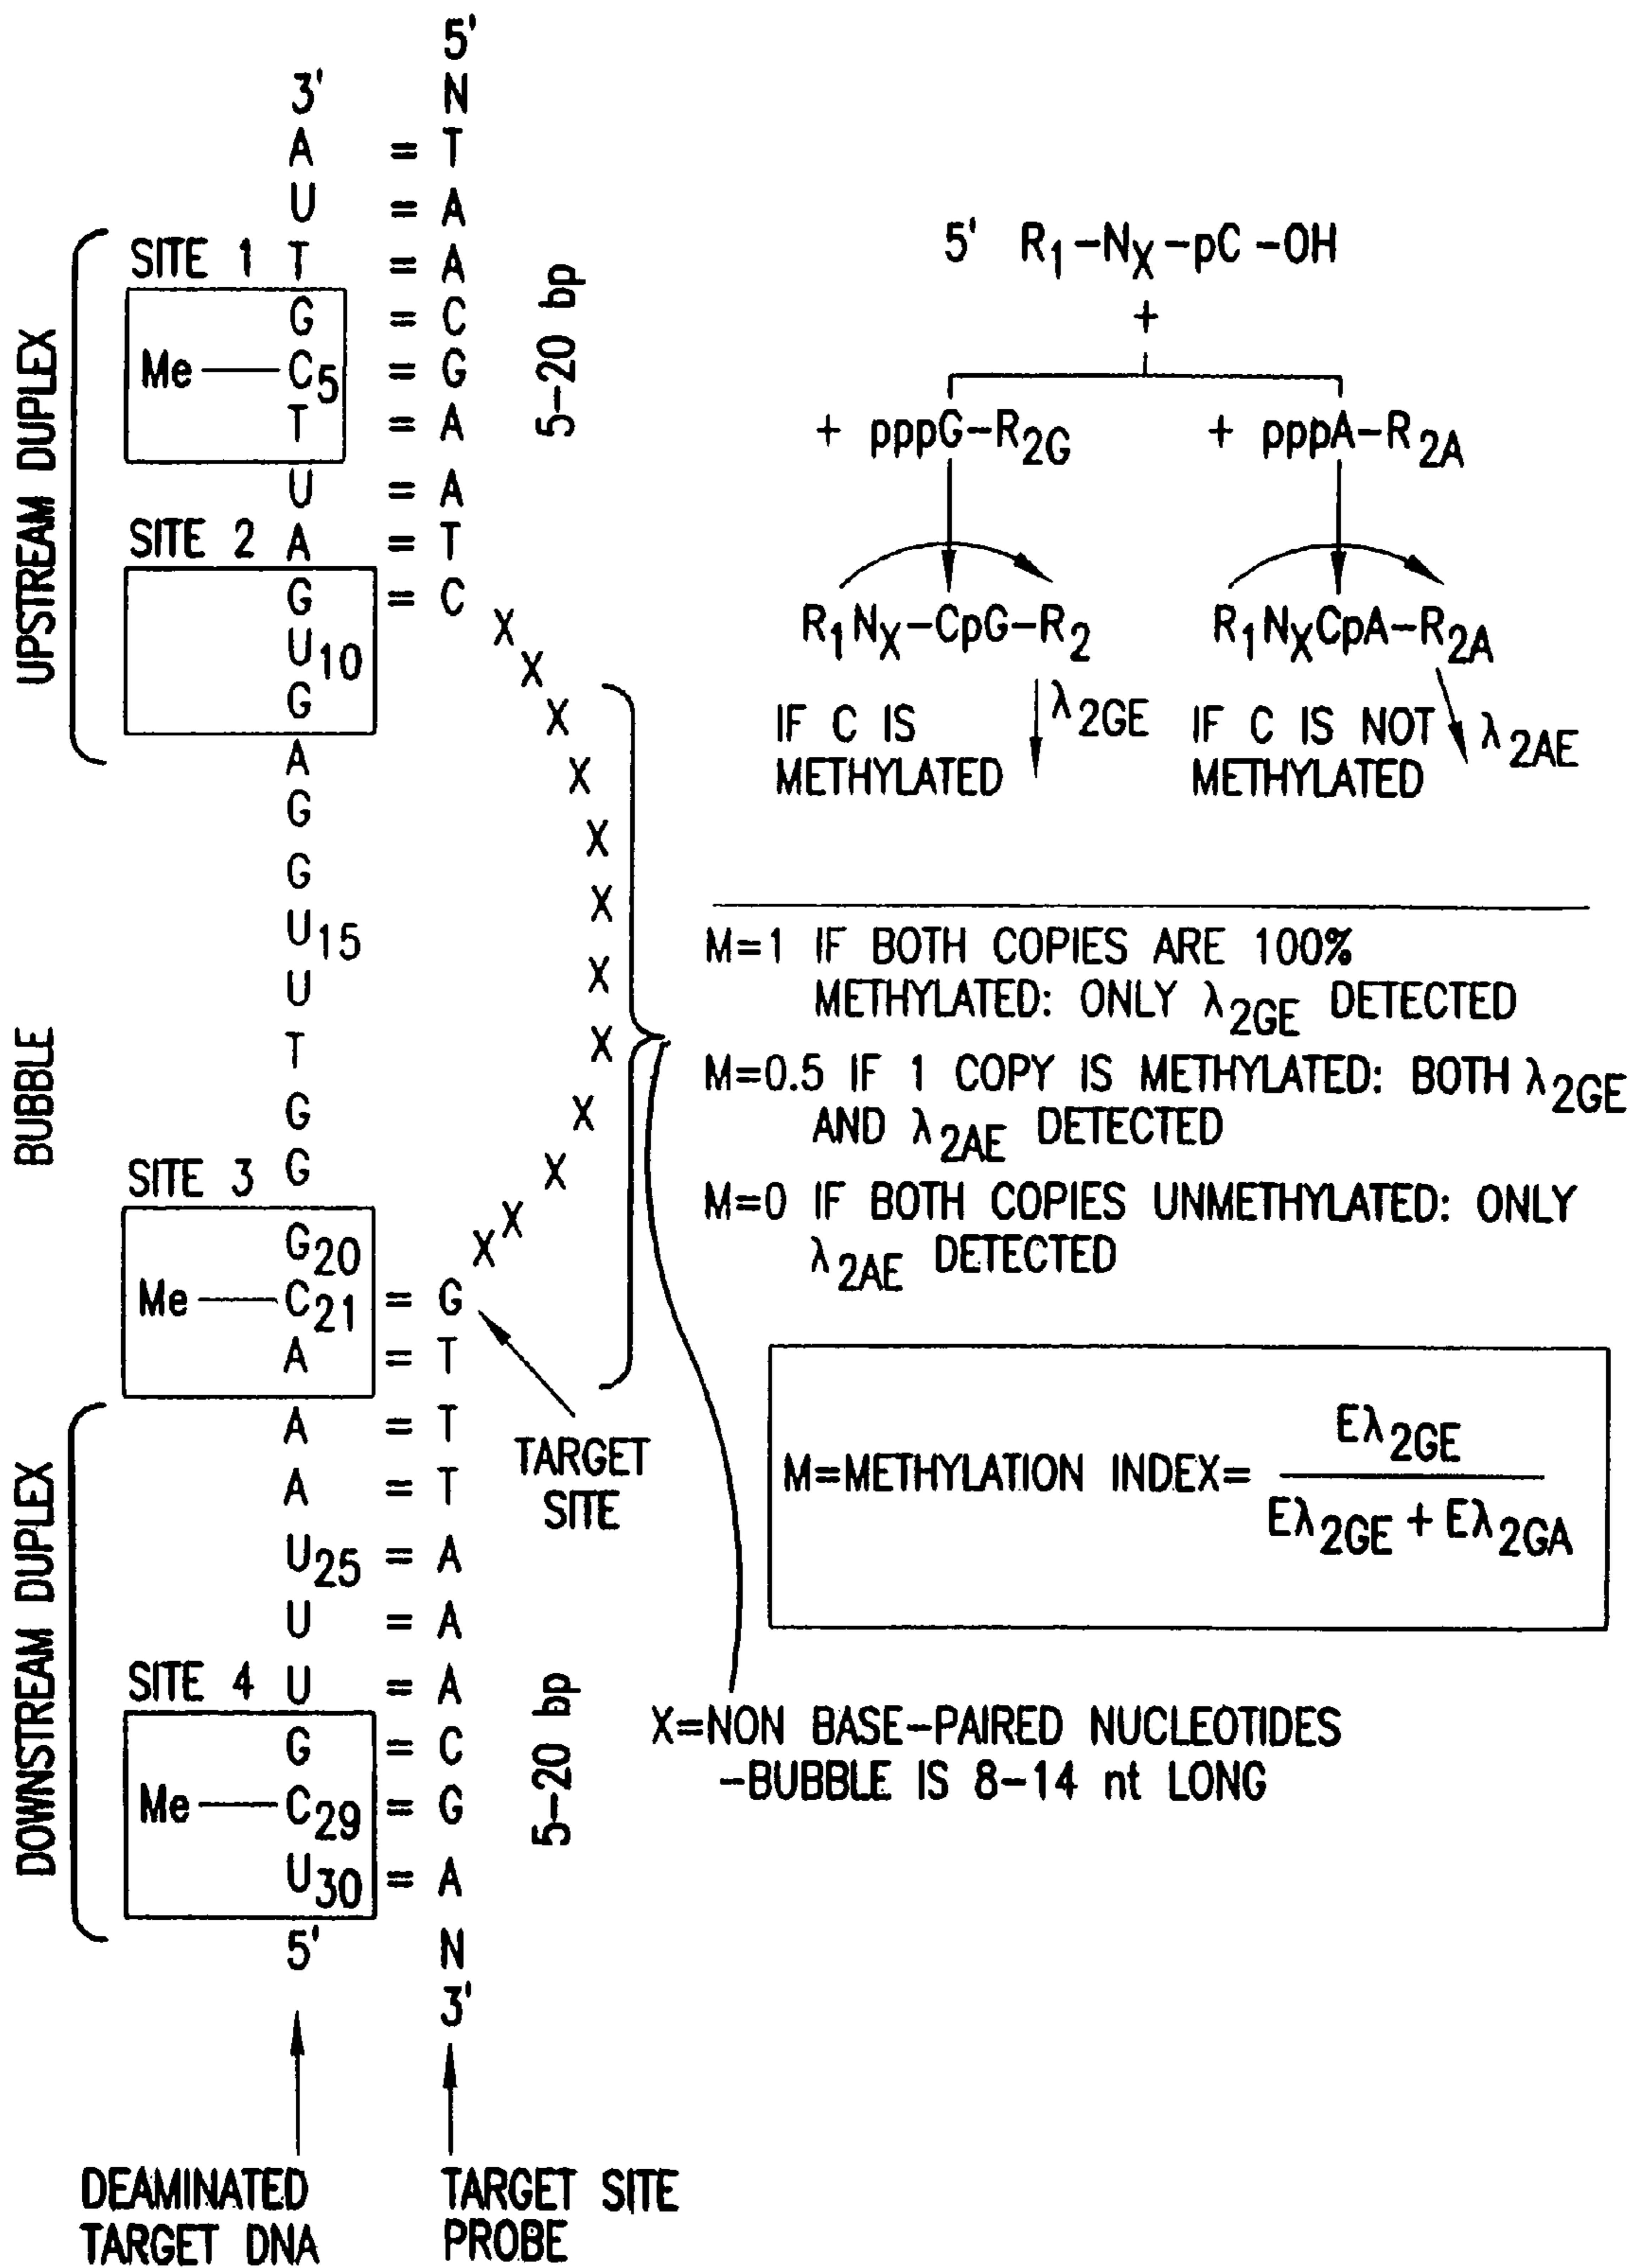 5'
3' N
A = T
U = A
SITE 1 T = A
G = C
Me — C5 = G
T = A
U = A
SITE 2 A = T
G = C
U10
G
A
G
G
U15
U
T
G
SITE 3 G
G20
Me — C21 = G
A = T
A = T
A = T
U25 = A
U = A
SITE 4 U = A
G = C
Me — C29 = G
U30 = A
5' N
3'
UPSTREAM DUPLEX
BUBBLE
DOWNSTREAM DUPLEX
5-20 bp
5-20 bp
X
X
X
X
X
X
X
X
X
X
X
X
TARGET
SITE
DEAMINATED
TARGET DNA
TARGET SITE
PROBE
5' R1-NX-pC-OH
+
+ pppG-R2G + pppA-R2A
R1NX-CpG-R2 R1NXCpA-R2A
IF C IS
METHYLATED
λ2GE
IF C IS NOT
METHYLATED
λ2AE
M=1 IF BOTH COPIES ARE 100%
METHYLATED: ONLY λ2GE DETECTED
M=0.5 IF 1 COPY IS METHYLATED: BOTH λ2GE
AND λ2AE DETECTED
M=0 IF BOTH COPIES UNMETHYLATED: ONLY
λ2AE DETECTED
Eλ2GE
M=METHYLATION INDEX=
Eλ2GE + Eλ2GA
X=NON BASE-PAIRED NUCLEOTIDES
-BUBBLE IS 8-14 nt LONG